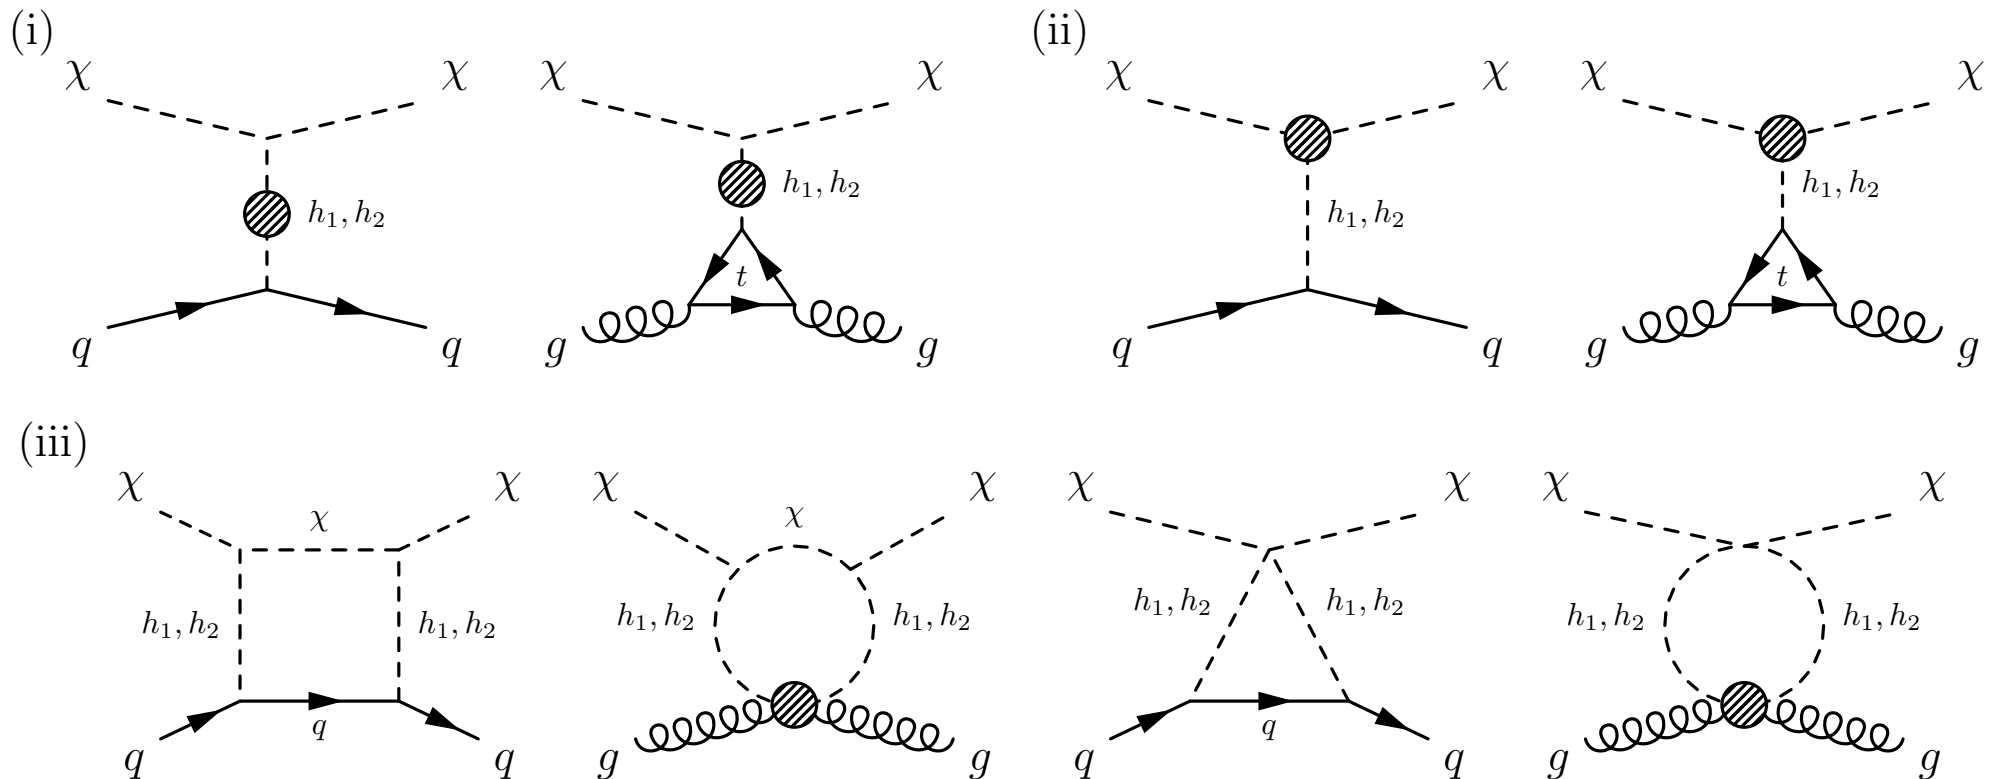 (i) (ii)
χ χ χ χ χ χ χ χ
h₁, h₂ h₁, h₂ h₁, h₂ h₁, h₂
t t
q q g g q q g g
(iii)
χ χ χ χ χ χ χ χ
χ χ
h₁, h₂ h₁, h₂ h₁, h₂ h₁, h₂ h₁, h₂ h₁, h₂ h₁, h₂ h₁, h₂
q q
q q g g q q g g